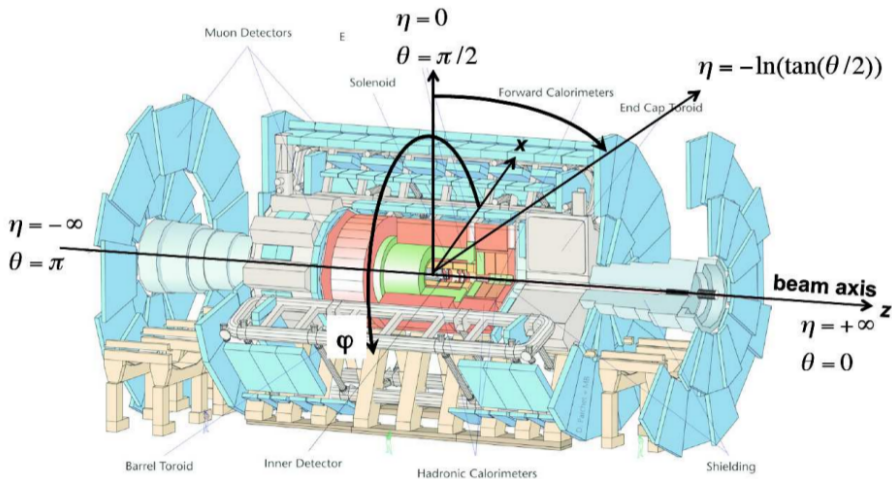 η = 0
θ = π/2
Muon Detectors
E
Solenoid
Forward Calorimeters
End Cap Toroid
η = −ln(tan(θ/2))
x
η = −∞
θ = π
beam axis
z
η = +∞
θ = 0
φ
Barrel Toroid
Inner Detector
Hadronic Calorimeters
Shielding